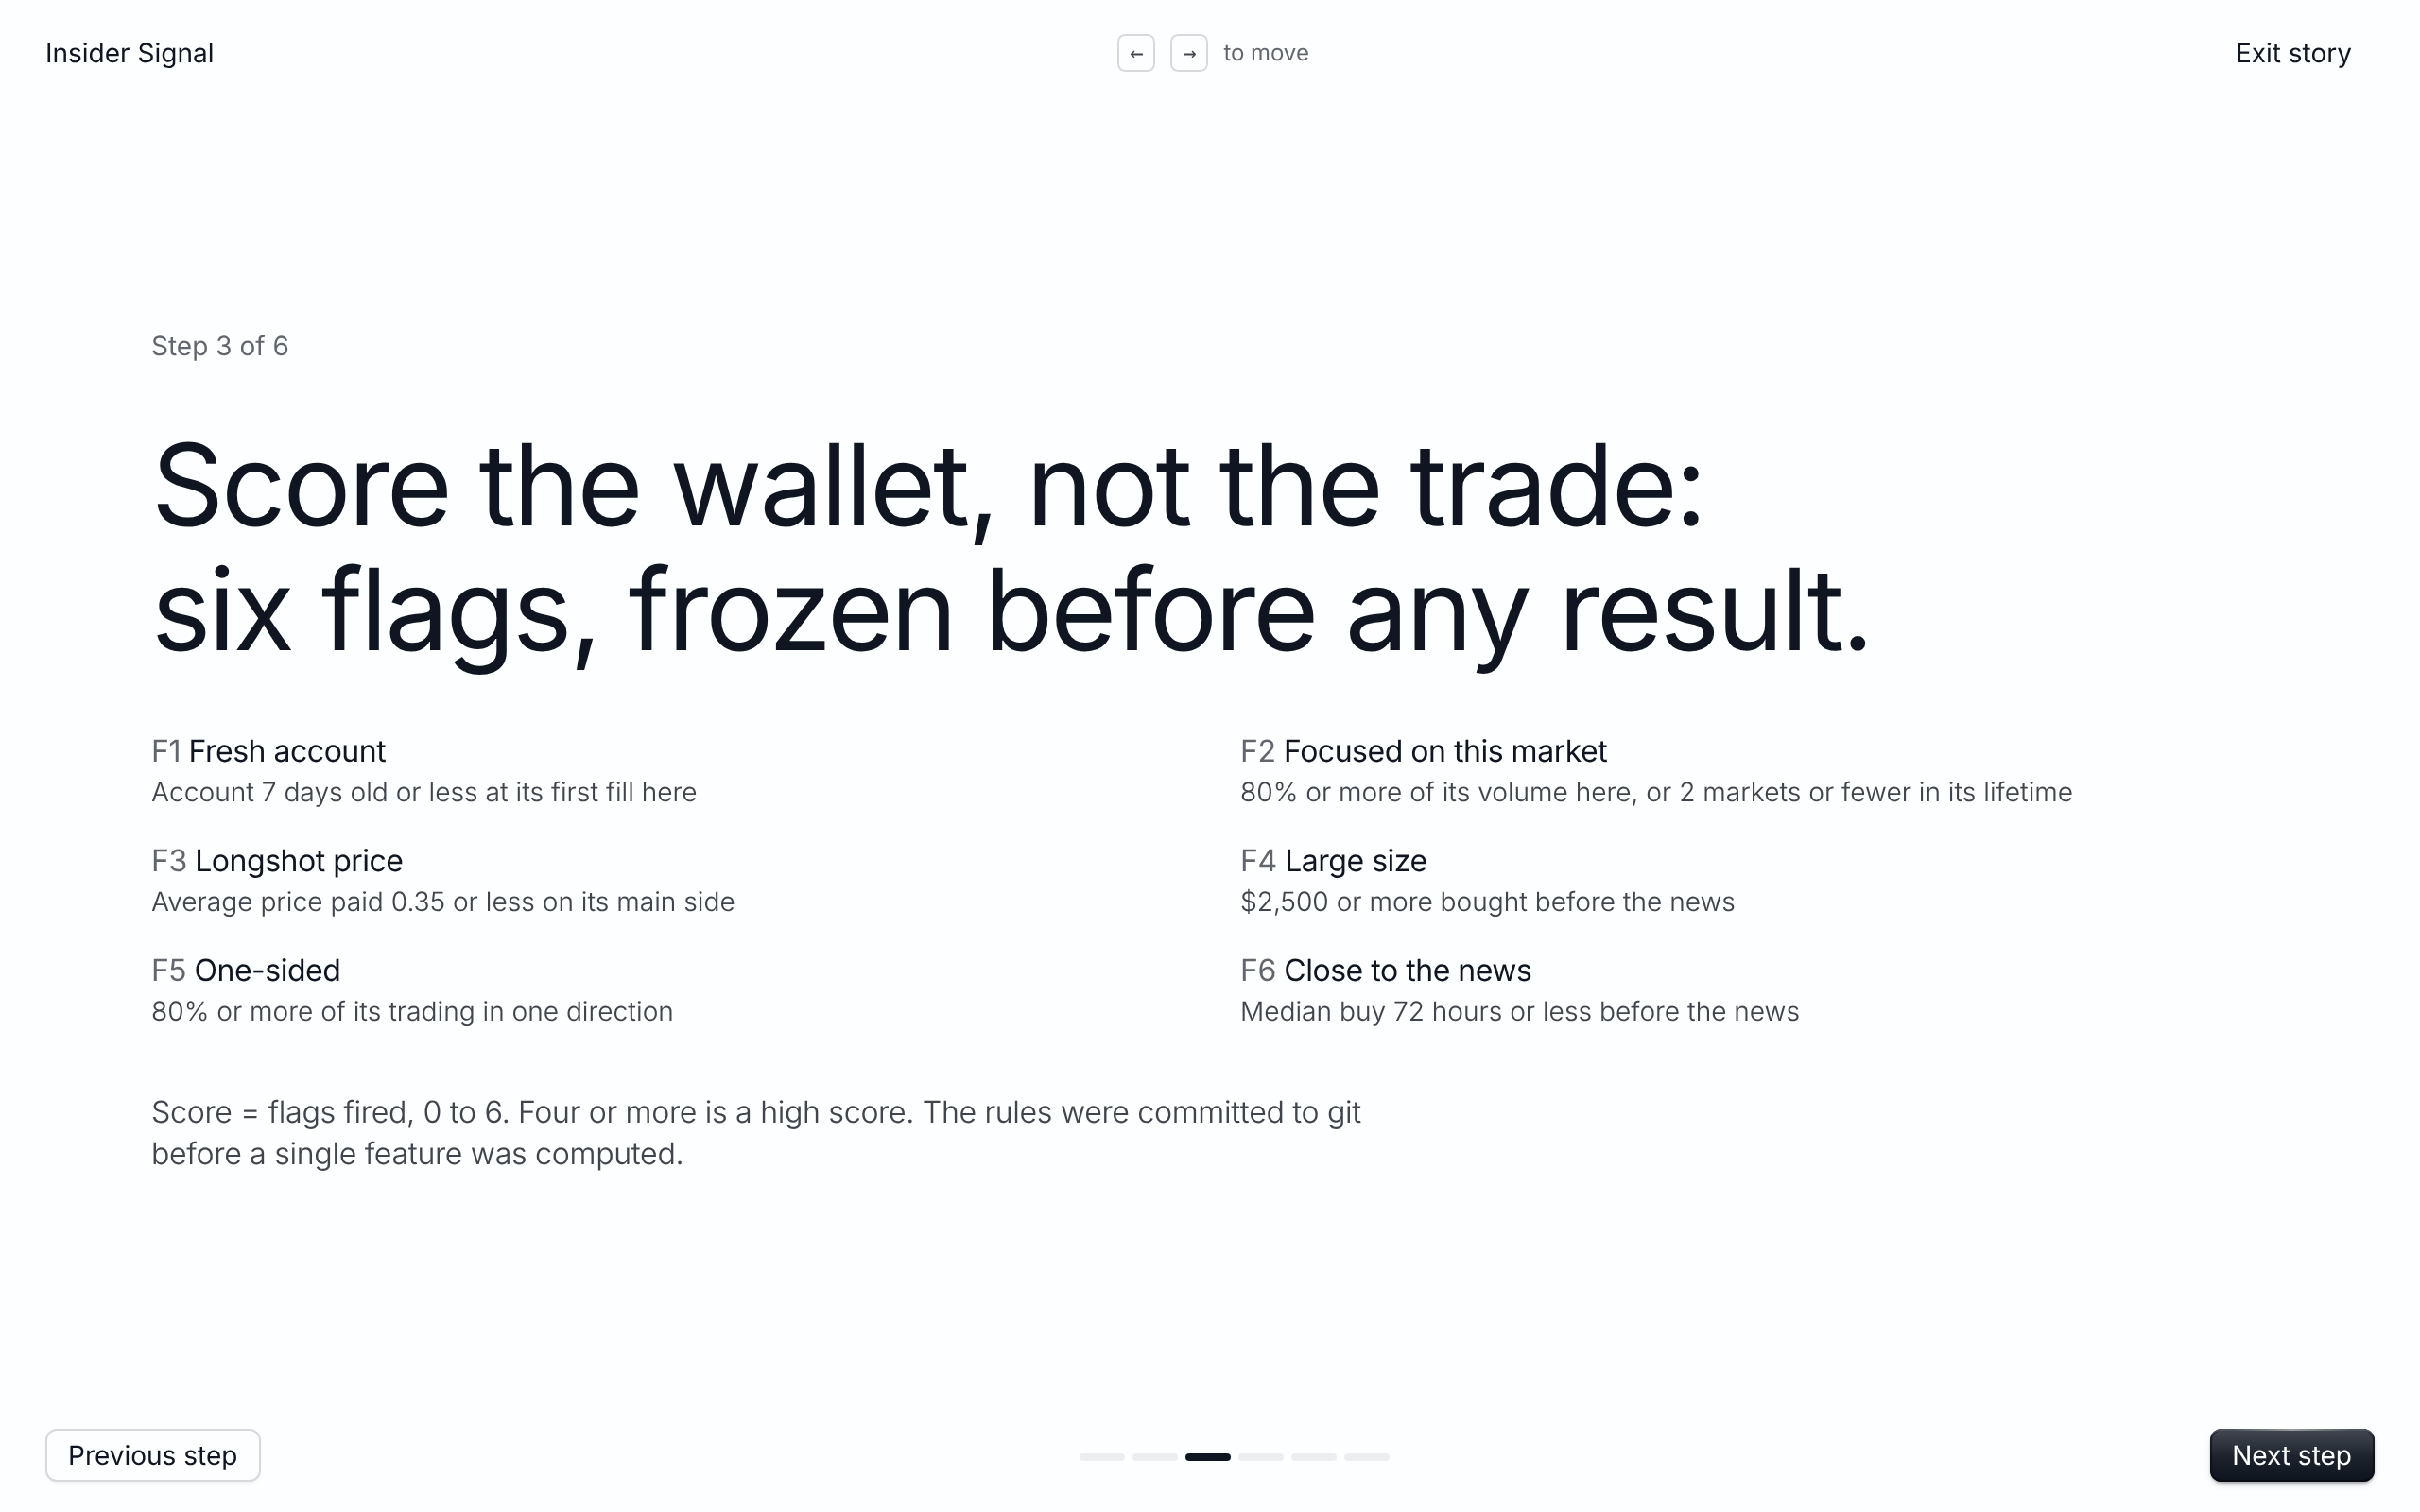 Insider Signal
← → to move
Exit story
Step 3 of 6
Score the wallet, not the trade:
six flags, frozen before any result.
F1 Fresh account
Account 7 days old or less at its first fill here
F2 Focused on this market
80% or more of its volume here, or 2 markets or fewer in its lifetime
F3 Longshot price
Average price paid 0.35 or less on its main side
F4 Large size
$2,500 or more bought before the news
F5 One-sided
80% or more of its trading in one direction
F6 Close to the news
Median buy 72 hours or less before the news
Score = flags fired, 0 to 6. Four or more is a high score. The rules were committed to git
before a single feature was computed.
Previous step
Next step